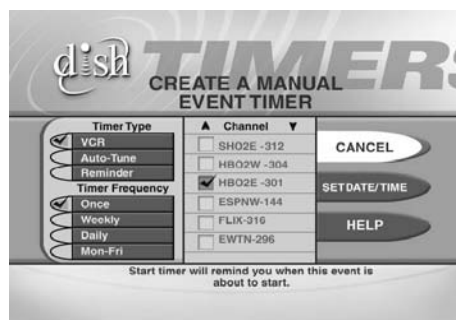 dish
TIMERS
CREATE A MANUAL
EVENT TIMER
Timer Type
VCR
Auto-Tune
Reminder
Timer Frequency
Once
Weekly
Daily
Mon-Fri
▲ Channel ▼
SHO2E -312
HBO2W -304
HBO2E -301
ESPNW-144
FLIX-316
EWTN-296
CANCEL
SET DATE/TIME
HELP
Start timer will remind you when this event is
about to start.